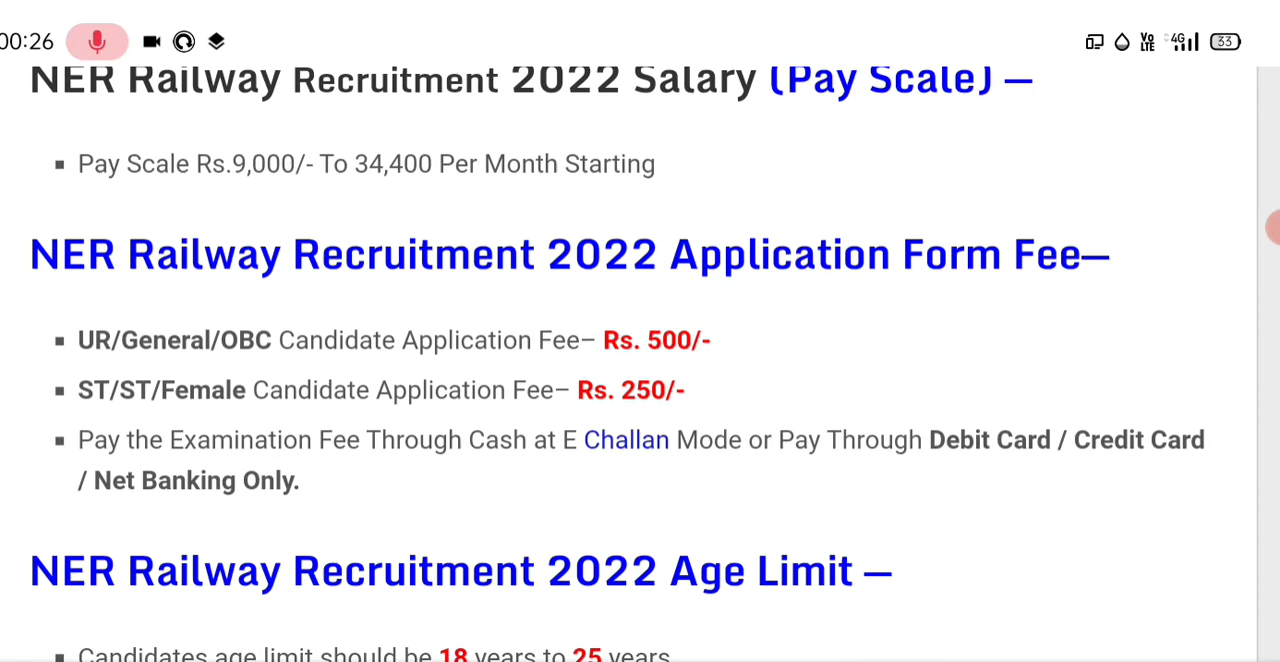 00:26 Vo LTE 4G 33
NER Railway Recruitment 2022 Salary (Pay Scale) –
▪ Pay Scale Rs.9,000/- To 34,400 Per Month Starting
NER Railway Recruitment 2022 Application Form Fee–
▪ UR/General/OBC Candidate Application Fee– Rs. 500/-
▪ ST/ST/Female Candidate Application Fee– Rs. 250/-
▪ Pay the Examination Fee Through Cash at E Challan Mode or Pay Through Debit Card / Credit Card
/ Net Banking Only.
NER Railway Recruitment 2022 Age Limit –
▪ Candidates age limit should be 18 years to 25 years